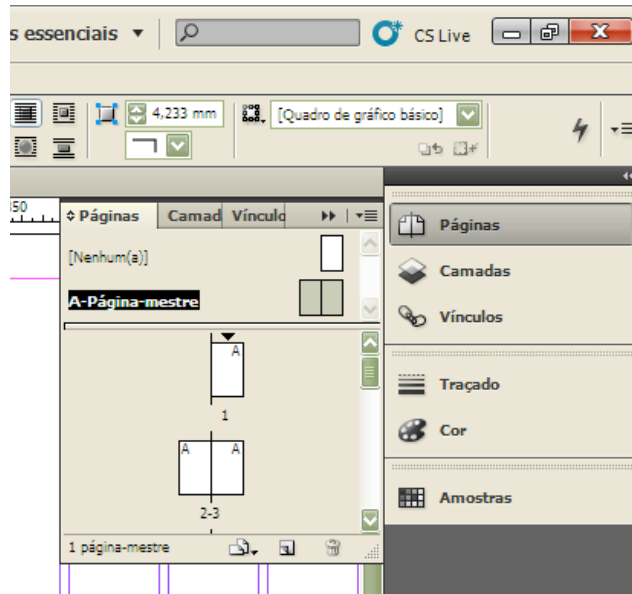 s essenciais
CS Live
4,233 mm
[Quadro de gráfico básico]
350
Páginas
Camad
Vínculo
[Nenhum(a)]
A-Página-mestre
A
1
A A
2-3
1 página-mestre
Páginas
Camadas
Vínculos
Traçado
Cor
Amostras